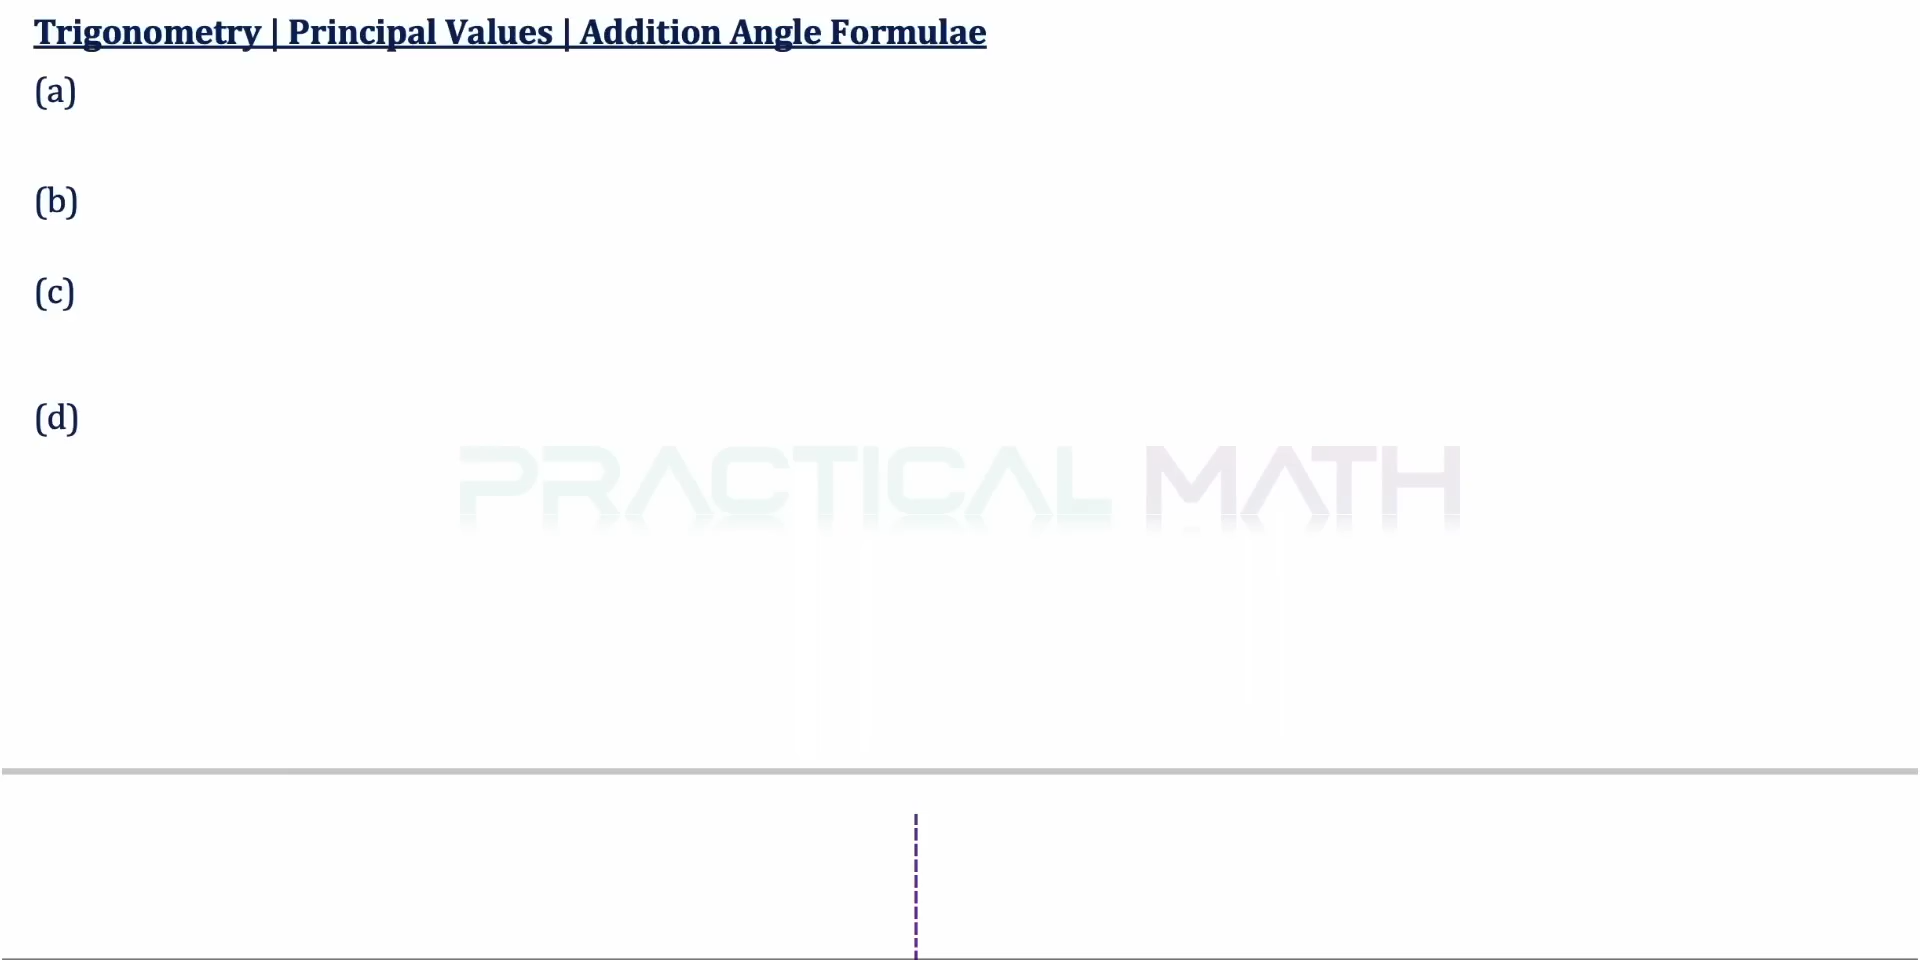 Trigonometry | Principal Values | Addition Angle Formulae
(a)
(b)
(c)
(d)
PRACTICAL MATH